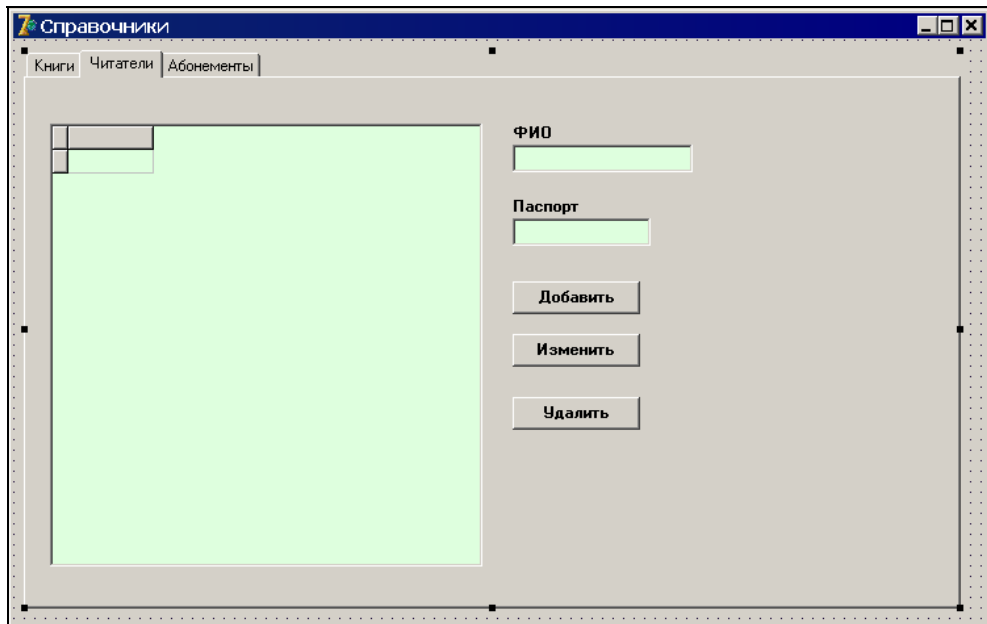 Справочники
Книги Читатели Абонементы
ФИО
Паспорт
Добавить
Изменить
Удалить